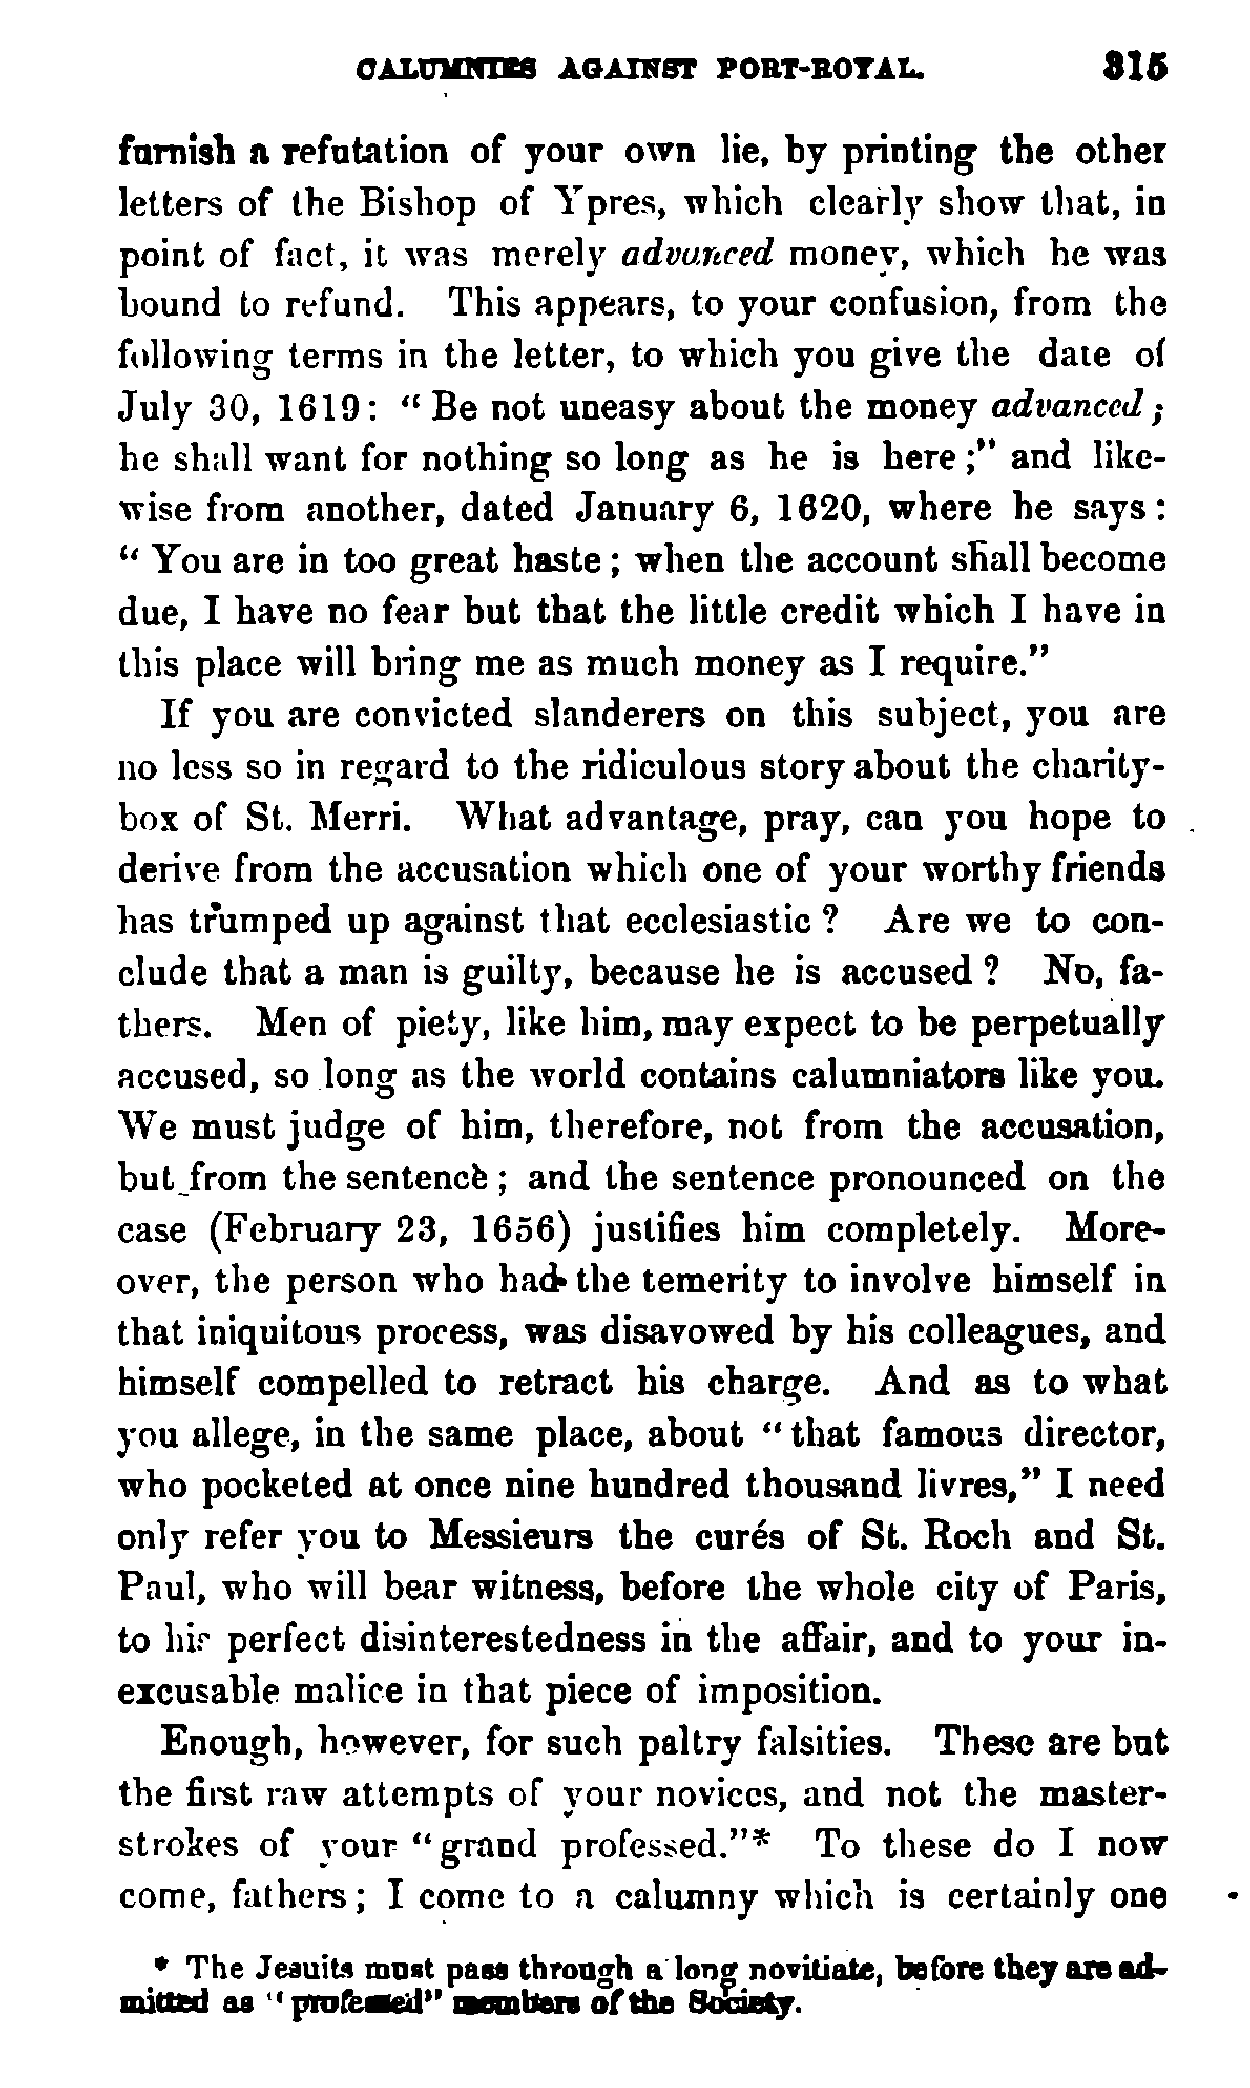 CALUMNIES AGAINST PORT-ROYAL. 315
furnish a refutation of your own lie, by printing the other
letters of the Bishop of Ypres, which clearly show that, in
point of fact, it was merely advanced money, which he was
bound to refund. This appears, to your confusion, from the
following terms in the letter, to which you give the date of
July 30, 1619: “Be not uneasy about the money advanced;
he shall want for nothing so long as he is here;” and like-
wise from another, dated January 6, 1620, where he says:
“You are in too great haste; when the account shall become
due, I have no fear but that the little credit which I have in
this place will bring me as much money as I require.”
If you are convicted slanderers on this subject, you are
no less so in regard to the ridiculous story about the charity-
box of St. Merri. What advantage, pray, can you hope to
derive from the accusation which one of your worthy friends
has trumped up against that ecclesiastic? Are we to con-
clude that a man is guilty, because he is accused? No, fa-
thers. Men of piety, like him, may expect to be perpetually
accused, so long as the world contains calumniators like you.
We must judge of him, therefore, not from the accusation,
but from the sentence; and the sentence pronounced on the
case (February 23, 1656) justifies him completely. More-
over, the person who had the temerity to involve himself in
that iniquitous process, was disavowed by his colleagues, and
himself compelled to retract his charge. And as to what
you allege, in the same place, about “that famous director,
who pocketed at once nine hundred thousand livres,” I need
only refer you to Messieurs the curés of St. Roch and St.
Paul, who will bear witness, before the whole city of Paris,
to his perfect disinterestedness in the affair, and to your in-
excusable malice in that piece of imposition.
Enough, however, for such paltry falsities. These are but
the first raw attempts of your novices, and not the master-
strokes of your “grand professed.”* To these do I now
come, fathers; I come to a calumny which is certainly one
* The Jesuits must pass through a long novitiate, before they are ad-
mitted as “professed” members of the Society.